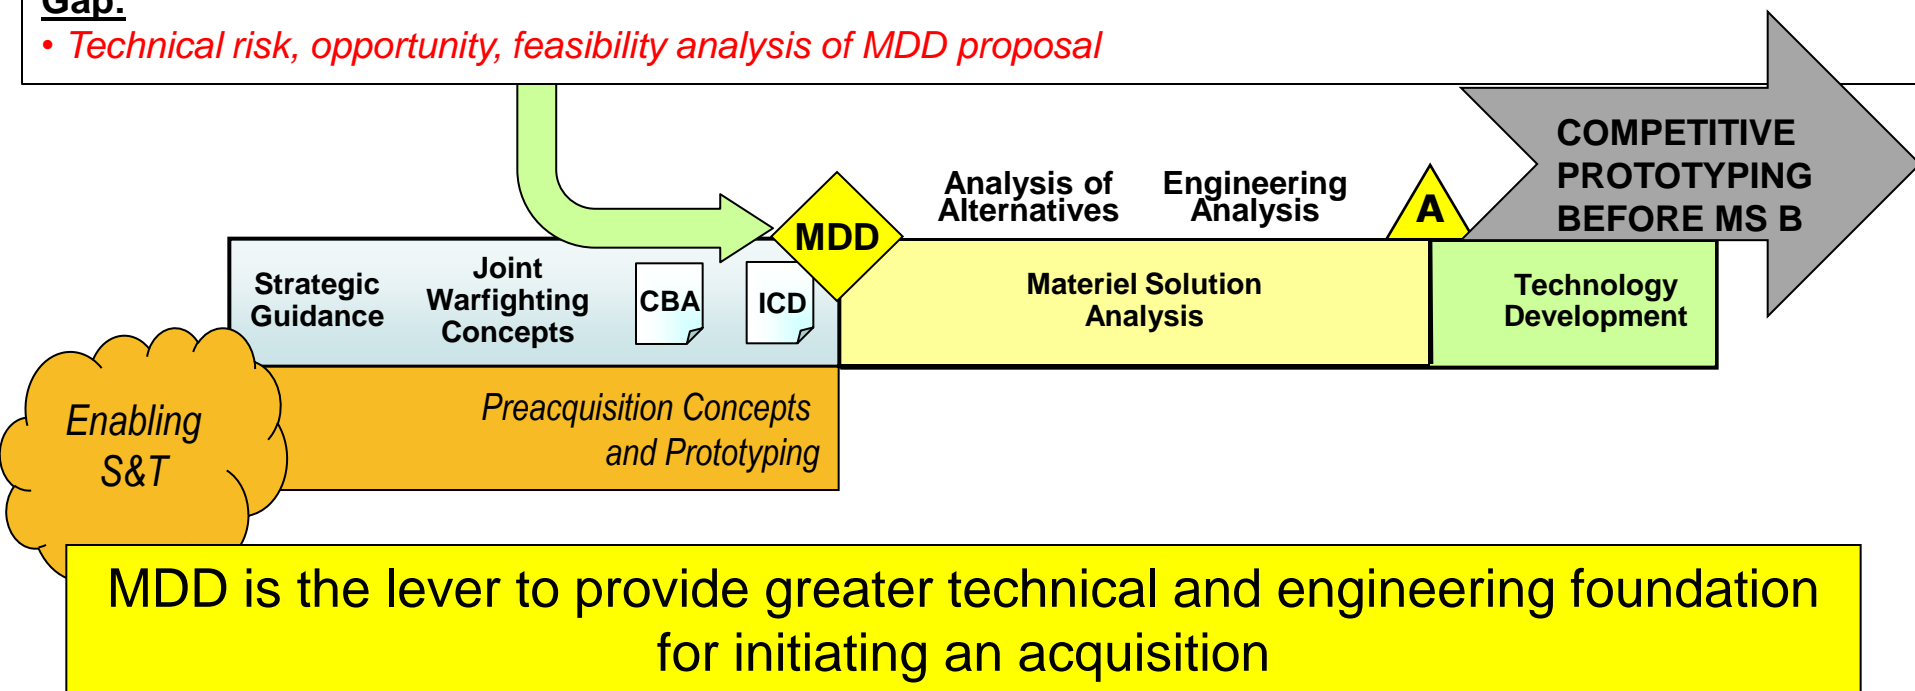 Gap:
• Technical risk, opportunity, feasibility analysis of MDD proposal
COMPETITIVE
PROTOTYPING
BEFORE MS B
Analysis of
Alternatives
Engineering
Analysis
A
MDD
Strategic
Guidance
Joint
Warfighting
Concepts
CBA
ICD
Materiel Solution
Analysis
Technology
Development
Enabling
S&T
Preacquisition Concepts
and Prototyping
MDD is the lever to provide greater technical and engineering foundation
for initiating an acquisition